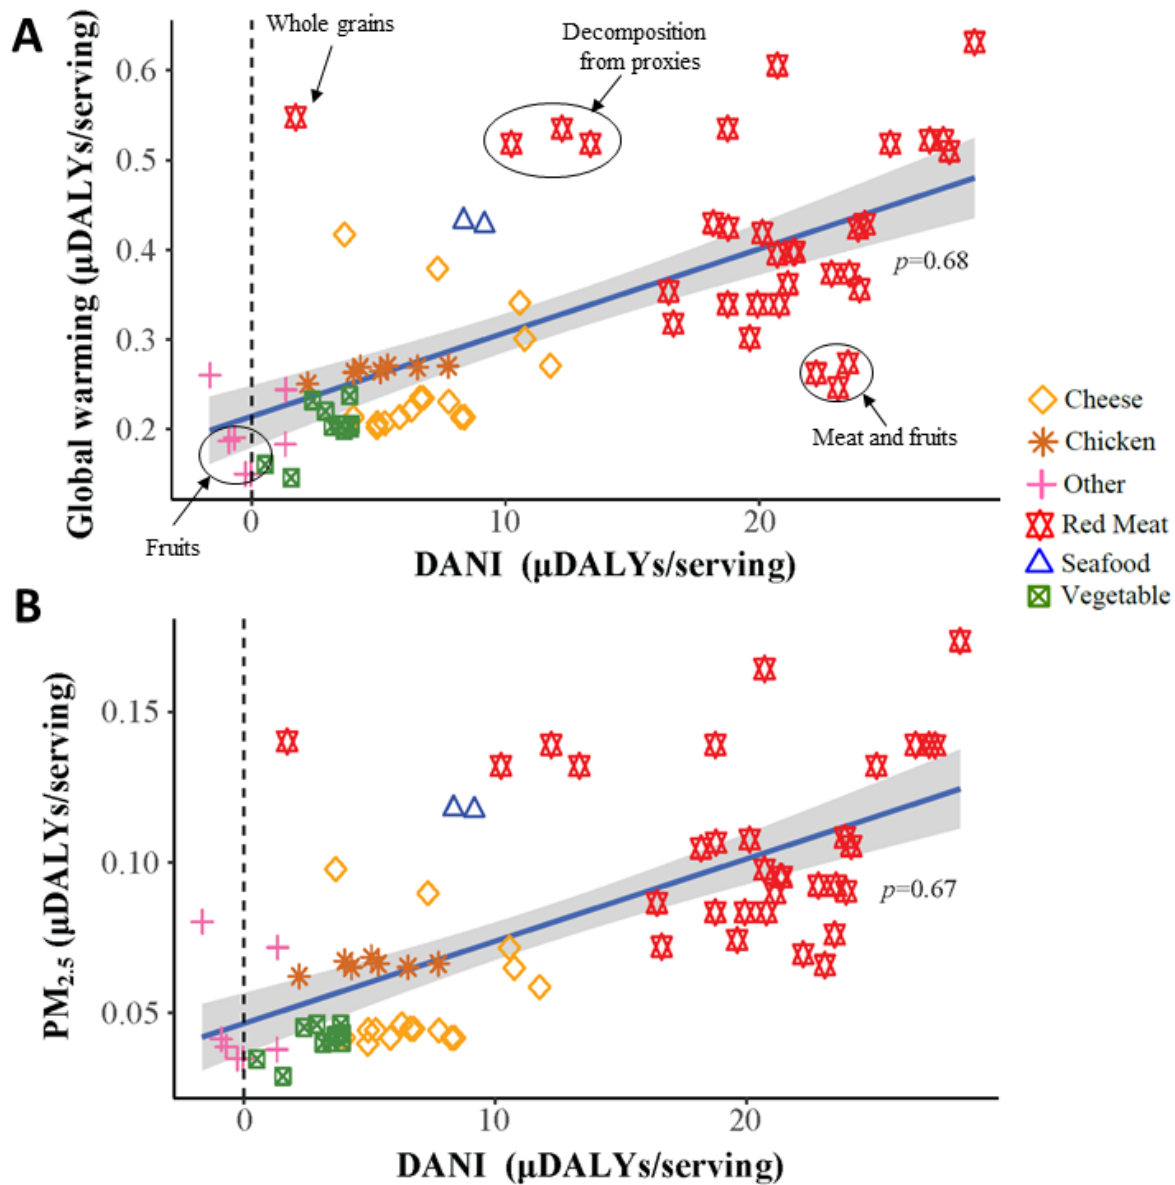 A
Whole grains
Decomposition
from proxies
Global warming (µDALYs/serving)
0.6
0.5
0.4
0.3
0.2
p=0.68
Meat and fruits
Fruits
0
10
20
DANI (µDALYs/serving)
Cheese
Chicken
Other
Red Meat
Seafood
Vegetable
B
PM2.5 (µDALYs/serving)
0.15
0.10
0.05
p=0.67
0
10
20
DANI (µDALYs/serving)